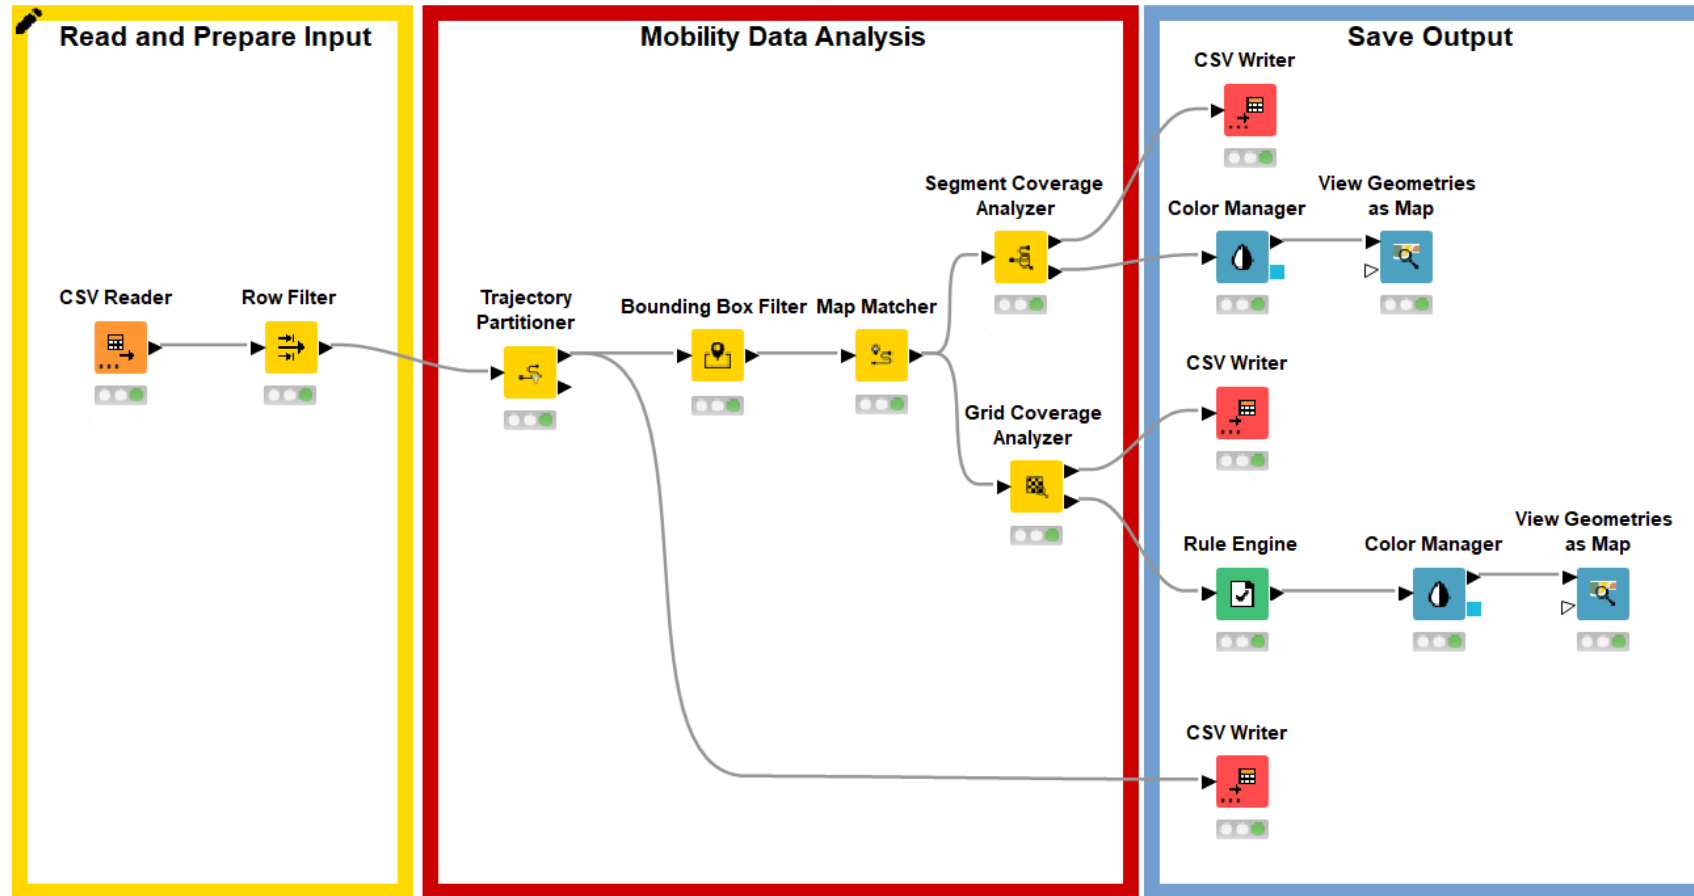 Read and Prepare Input
CSV Reader
Row Filter
Mobility Data Analysis
Trajectory
Partitioner
Bounding Box Filter
Map Matcher
Segment Coverage
Analyzer
Grid Coverage
Analyzer
Save Output
CSV Writer
Color Manager
View Geometries
as Map
CSV Writer
Rule Engine
Color Manager
View Geometries
as Map
CSV Writer